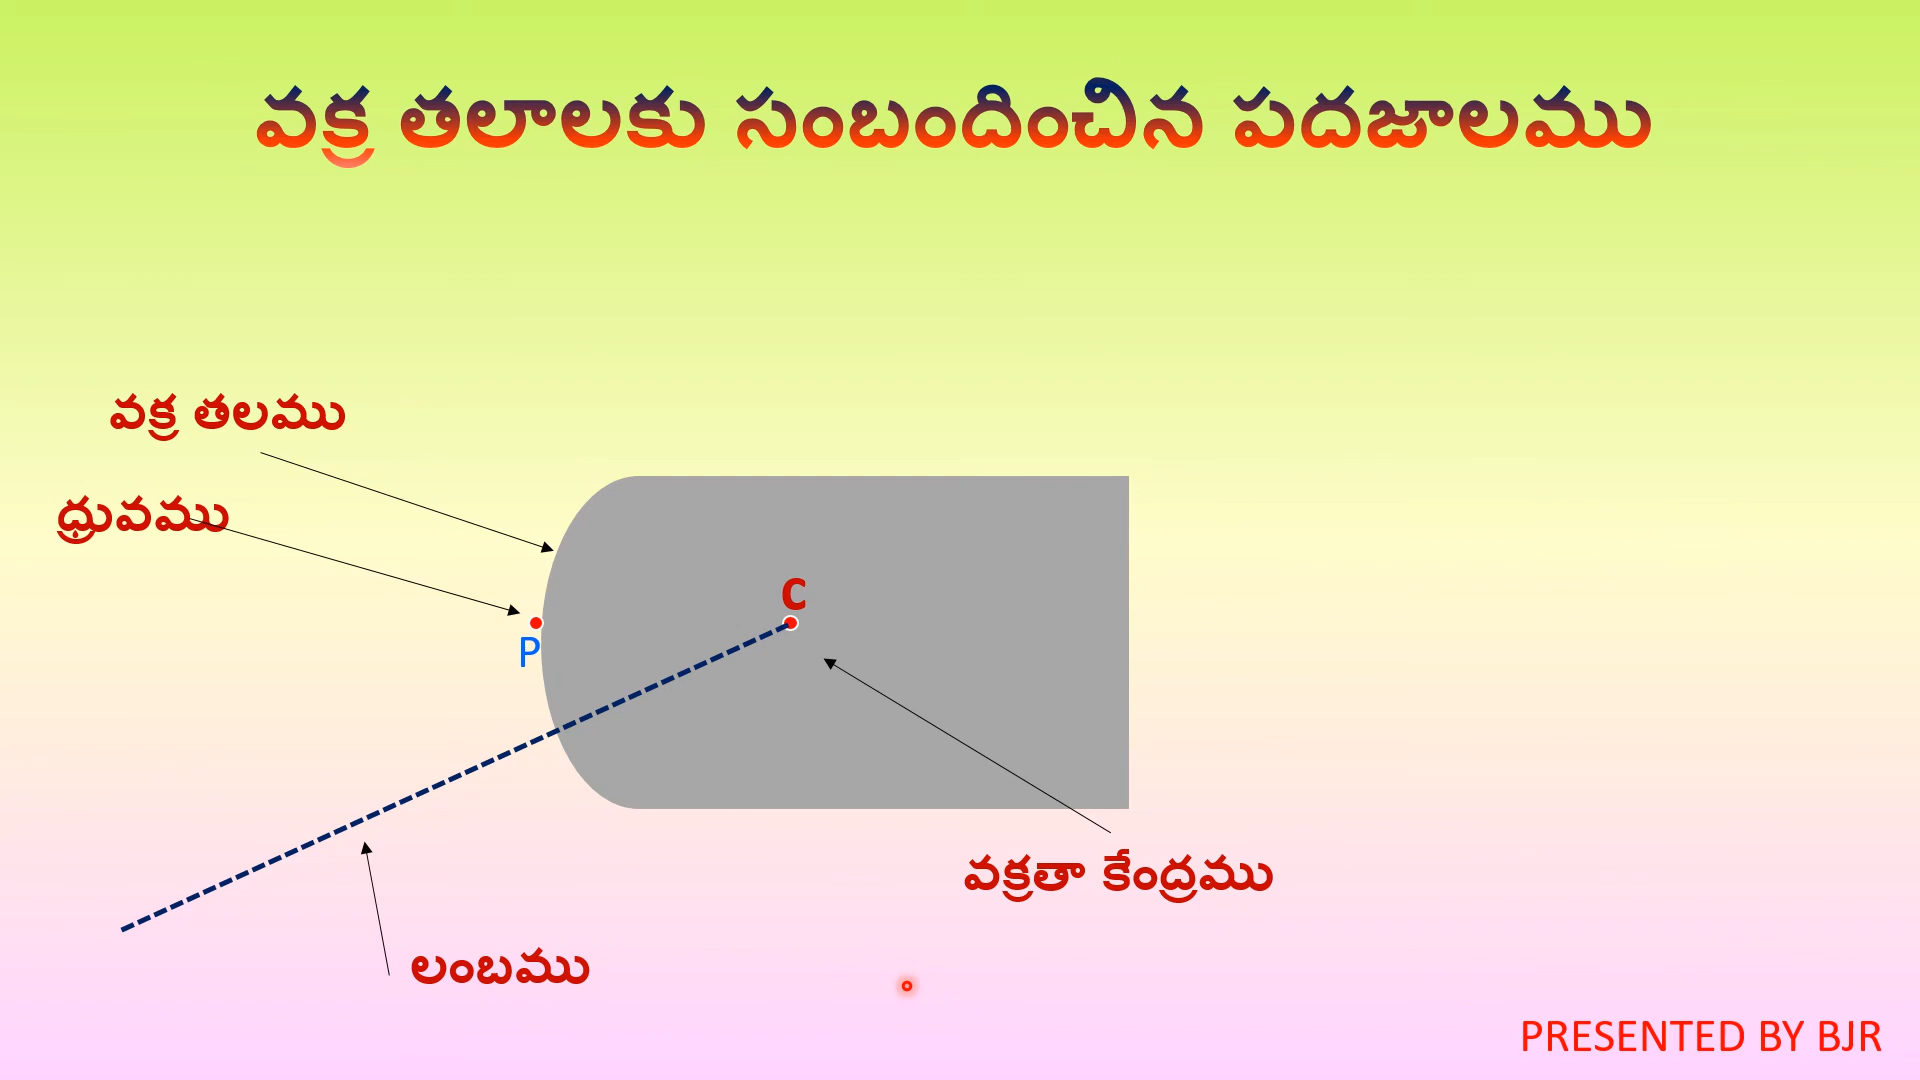 వక్ర తలాలకు సంబందించిన పదజాలము
వక్ర తలము
ధ్రువము
C
P
వక్రతా కేంద్రము
లంబము
PRESENTED BY BJR